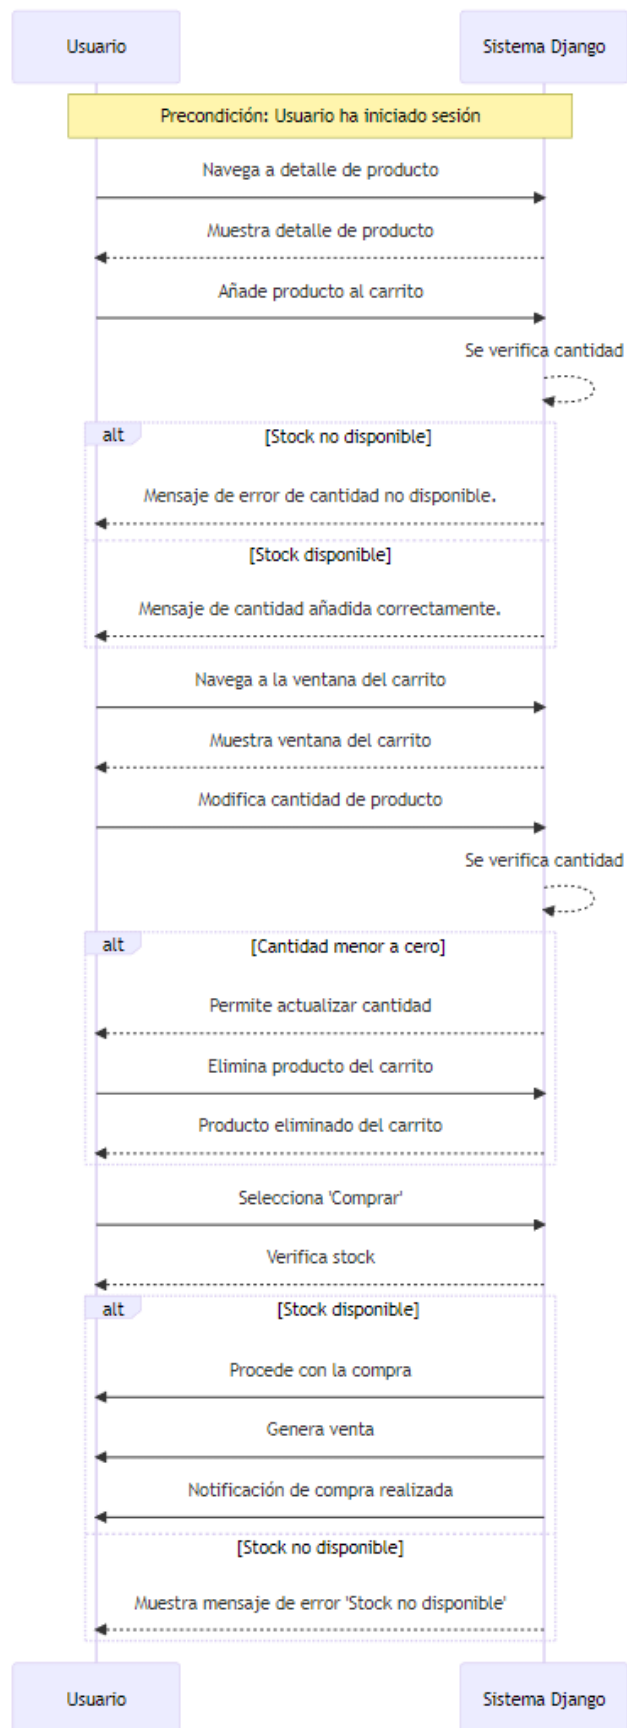 Usuario
Sistema Django
Precondición: Usuario ha iniciado sesión
Navega a detalle de producto
Muestra detalle de producto
Añade producto al carrito
Se verifica cantidad
alt
[Stock no disponible]
Mensaje de error de cantidad no disponible.
[Stock disponible]
Mensaje de cantidad añadida correctamente.
Navega a la ventana del carrito
Muestra ventana del carrito
Modifica cantidad de producto
Se verifica cantidad
alt
[Cantidad menor a cero]
Permite actualizar cantidad
Elimina producto del carrito
Producto eliminado del carrito
Selecciona 'Comprar'
Verifica stock
alt
[Stock disponible]
Procede con la compra
Genera venta
Notificación de compra realizada
[Stock no disponible]
Muestra mensaje de error 'Stock no disponible'
Usuario
Sistema Django